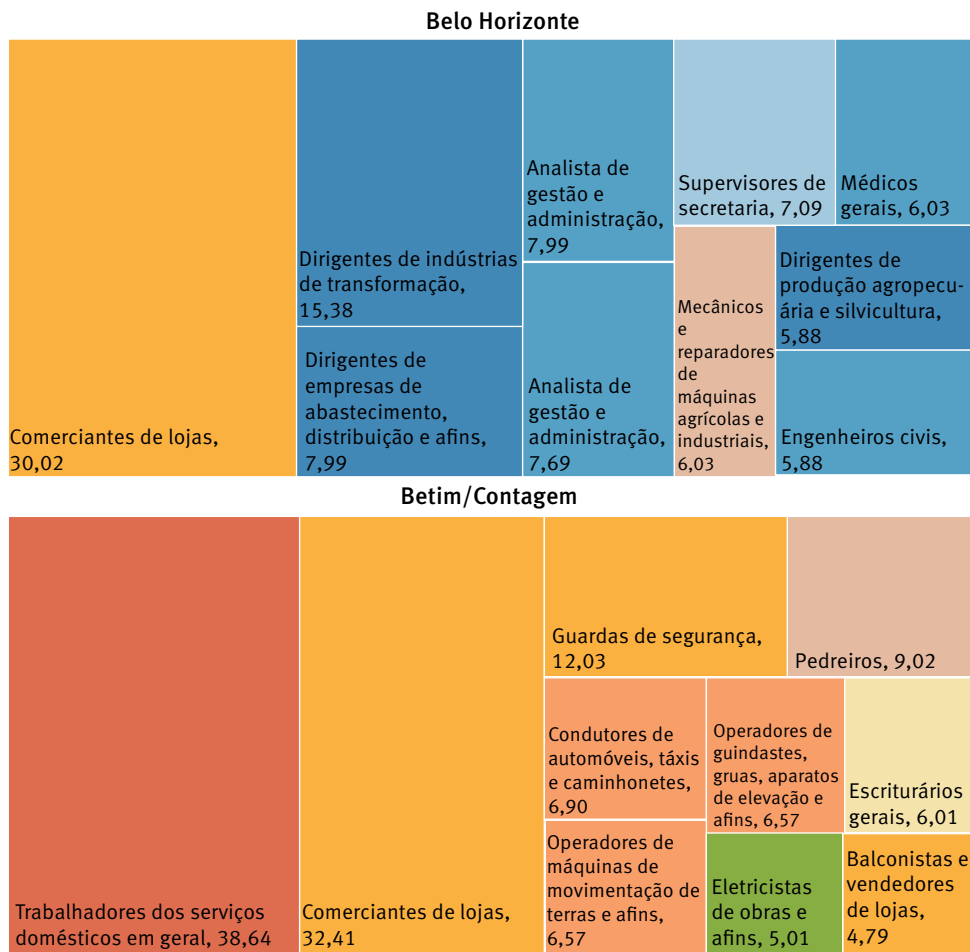 Belo Horizonte
Comerciantes de lojas,
30,02
Dirigentes de indústrias
de transformação,
15,38
Dirigentes de
empresas de
abastecimento,
distribuição e afins,
7,99
Analista de
gestão e
administração,
7,99
Analista de
gestão e
administração,
7,69
Supervisores de
secretaria, 7,09
Médicos
gerais, 6,03
Mecânicos
e
reparadores
de
máquinas
agrícolas e
industriais,
6,03
Dirigentes de
produção agropecu-
ária e silvicultura,
5,88
Engenheiros civis,
5,88
Betim/Contagem
Trabalhadores dos serviços
domésticos em geral, 38,64
Comerciantes de lojas,
32,41
Guardas de segurança,
12,03
Pedreiros, 9,02
Condutores de
automóveis, táxis
e caminhonetes,
6,90
Operadores de
guindastes,
gruas, aparatos
de elevação e
afins, 6,57
Escriturários
gerais, 6,01
Operadores de
máquinas de
movimentação de
terras e afins,
6,57
Eletricistas
de obras e
afins, 5,01
Balconistas e
vendedores
de lojas,
4,79